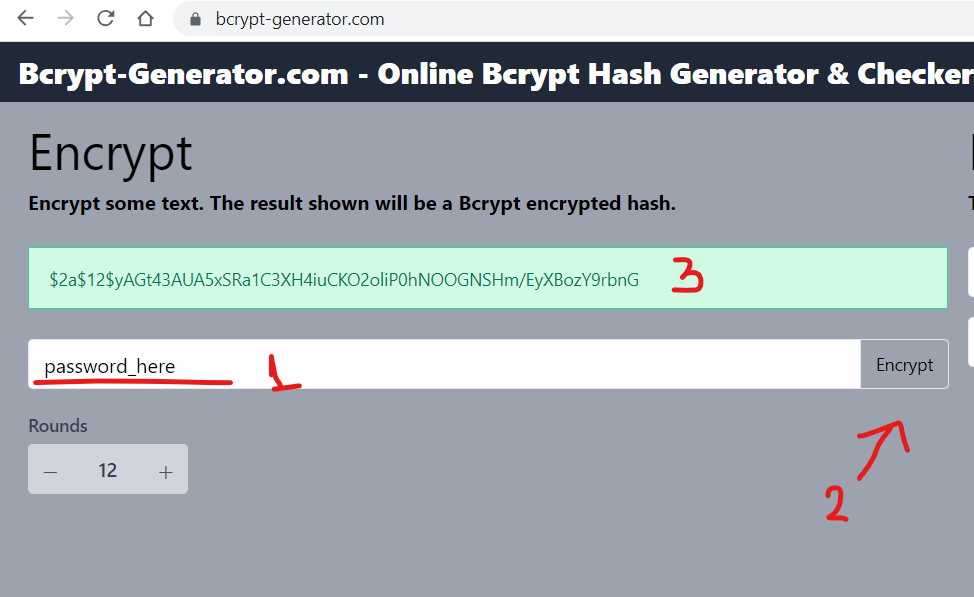 bcrypt-generator.com
Bcrypt-Generator.com - Online Bcrypt Hash Generator & Checker
Encrypt
Encrypt some text. The result shown will be a Bcrypt encrypted hash.
$2a$12$yAGt43AUA5xSRa1C3XH4iuCKO2oliP0hNOOGNSHm/EyXBozY9rbnG 3
password_here 1 Encrypt
Rounds
− 12 +
2